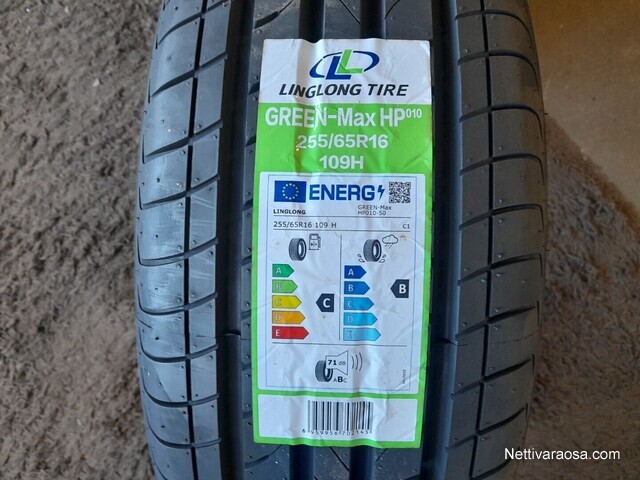 LINGLONG TIRE
GREEN-Max HP010
255/65R16
109H
ENERG
LINGLONG
GREEN-Max
HP010-50
255/65R16 109 H
C1
A
B
C
D
E
C
A
B
C
D
E
B
71 dB
ABC
Nettivaraosa.com